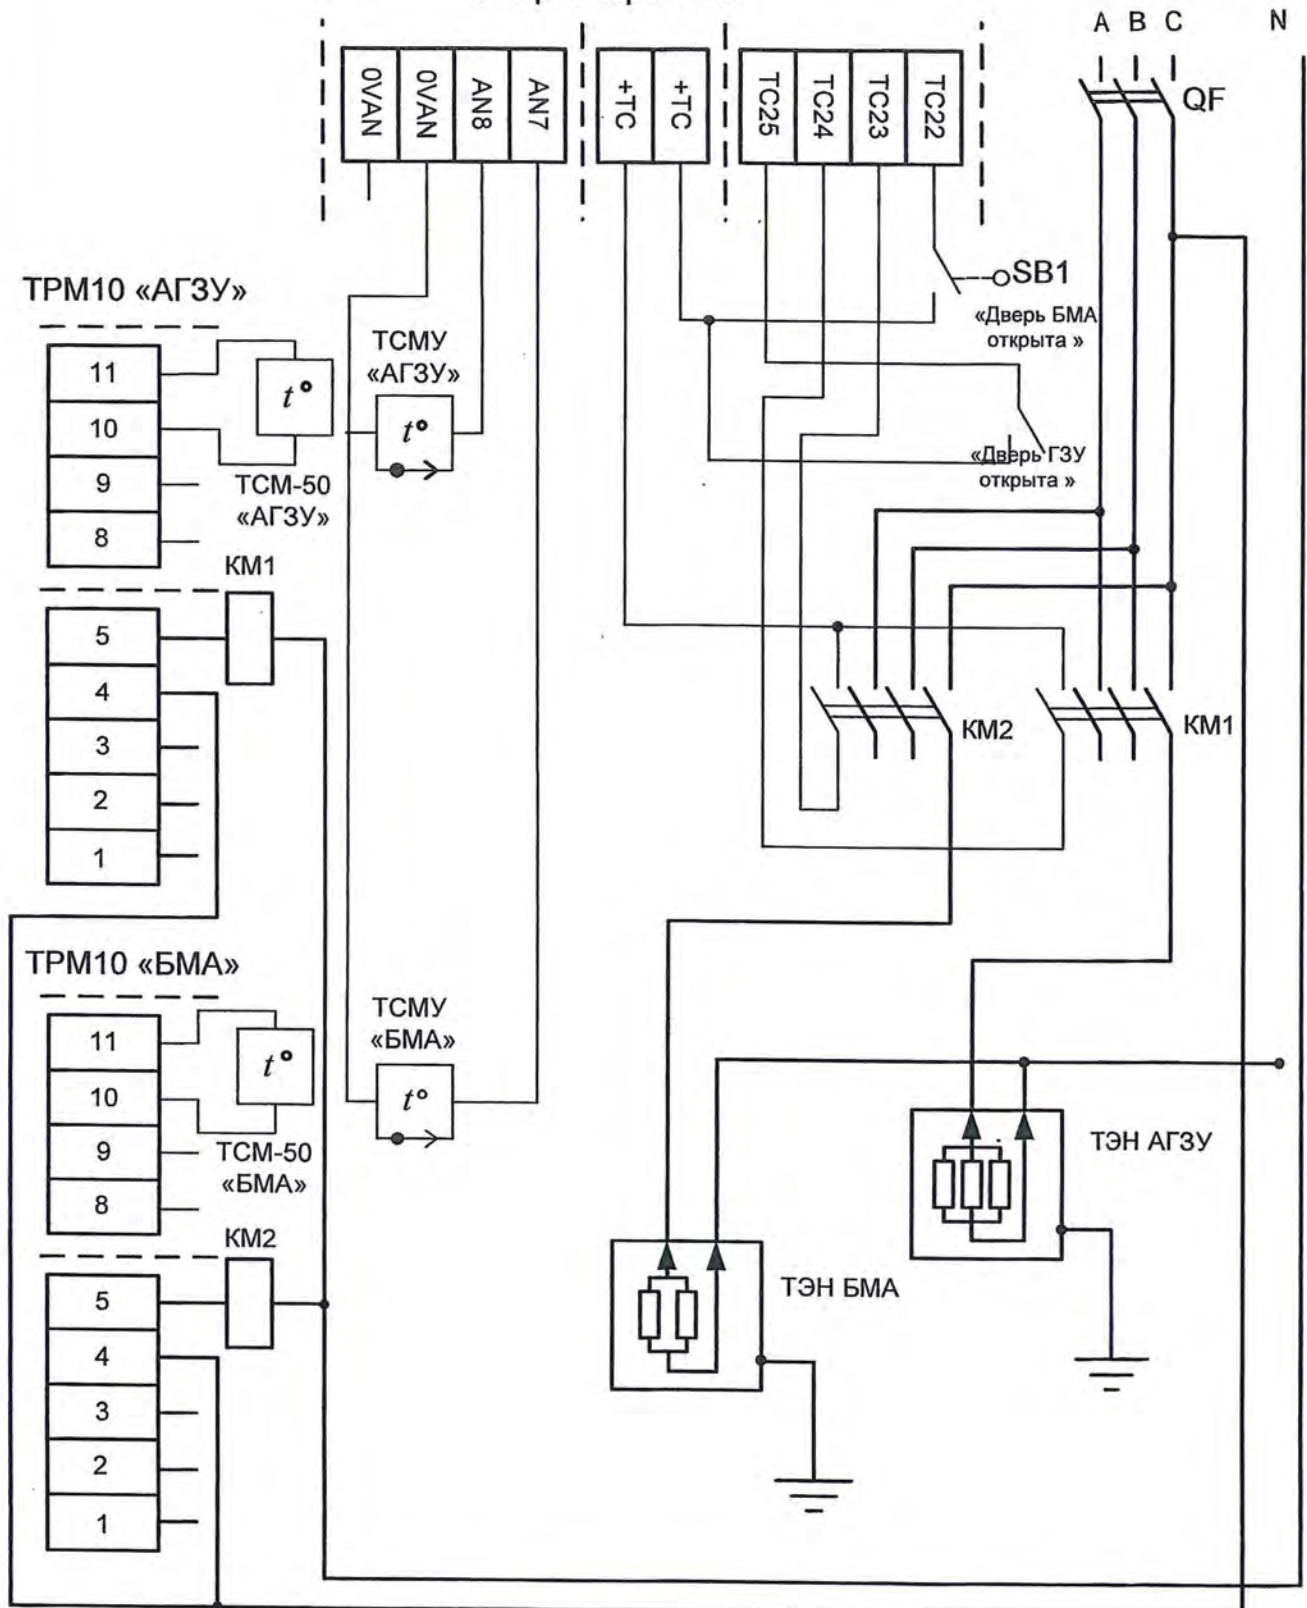 A B C N
0VAN
0VAN
AN8
AN7
+TC
+TC
TC25
TC24
TC23
TC22
QF
SB1
«Дверь БМА
открыта »
«Дверь ГЗУ
открыта »
ТРМ10 «АГЗУ»
11
10
9
8
t°
ТСМ-50
«АГЗУ»
ТСМУ
«АГЗУ»
t°
КМ1
5
4
3
2
1
КМ2
КМ1
ТРМ10 «БМА»
11
10
9
8
t°
ТСМ-50
«БМА»
ТСМУ
«БМА»
t°
КМ2
5
4
3
2
1
ТЭН АГЗУ
ТЭН БМА